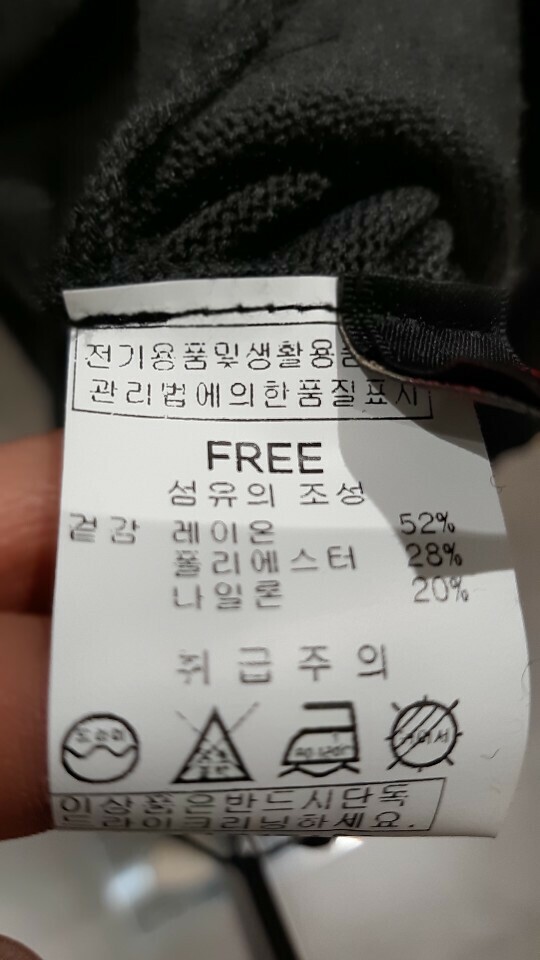 전기용품및생활용품
관리법에의한품질표시
FREE
섬유의 조성
겉감 레이온 52%
폴리에스터 28%
나일론 20%
취급주의
이상품은반드시단독
드라이크리닝하세요.